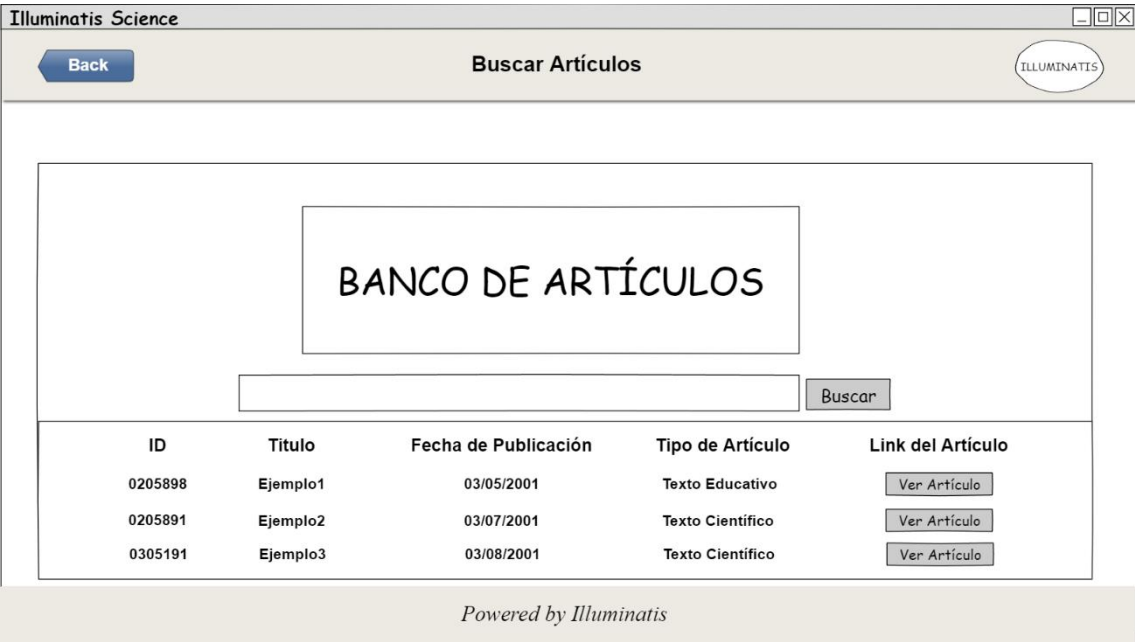 Illuminatis Science
Back
Buscar Artículos
ILLUMINATIS
BANCO DE ARTÍCULOS
Buscar
ID Titulo Fecha de Publicación Tipo de Artículo Link del Artículo
0205898 Ejemplo1 03/05/2001 Texto Educativo Ver Artículo
0205891 Ejemplo2 03/07/2001 Texto Científico Ver Artículo
0305191 Ejemplo3 03/08/2001 Texto Científico Ver Artículo
Powered by Illuminatis